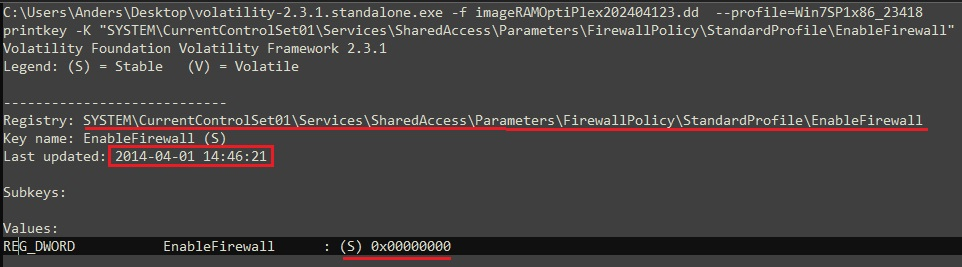 C:\Users\Anders\Desktop\volatility-2.3.1.standalone.exe -f imageRAMOptiPlex202404123.dd  --profile=Win7SP1x86_23418
printkey -K "SYSTEM\CurrentControlSet01\Services\SharedAccess\Parameters\FirewallPolicy\StandardProfile\EnableFirewall"
Volatility Foundation Volatility Framework 2.3.1
Legend: (S) = Stable   (V) = Volatile
----------------------------
Registry: SYSTEM\CurrentControlSet01\Services\SharedAccess\Parameters\FirewallPolicy\StandardProfile\EnableFirewall
Key name: EnableFirewall (S)
Last updated: 2014-04-01 14:46:21
Subkeys:
Values:
REG_DWORD           EnableFirewall      : (S) 0x00000000